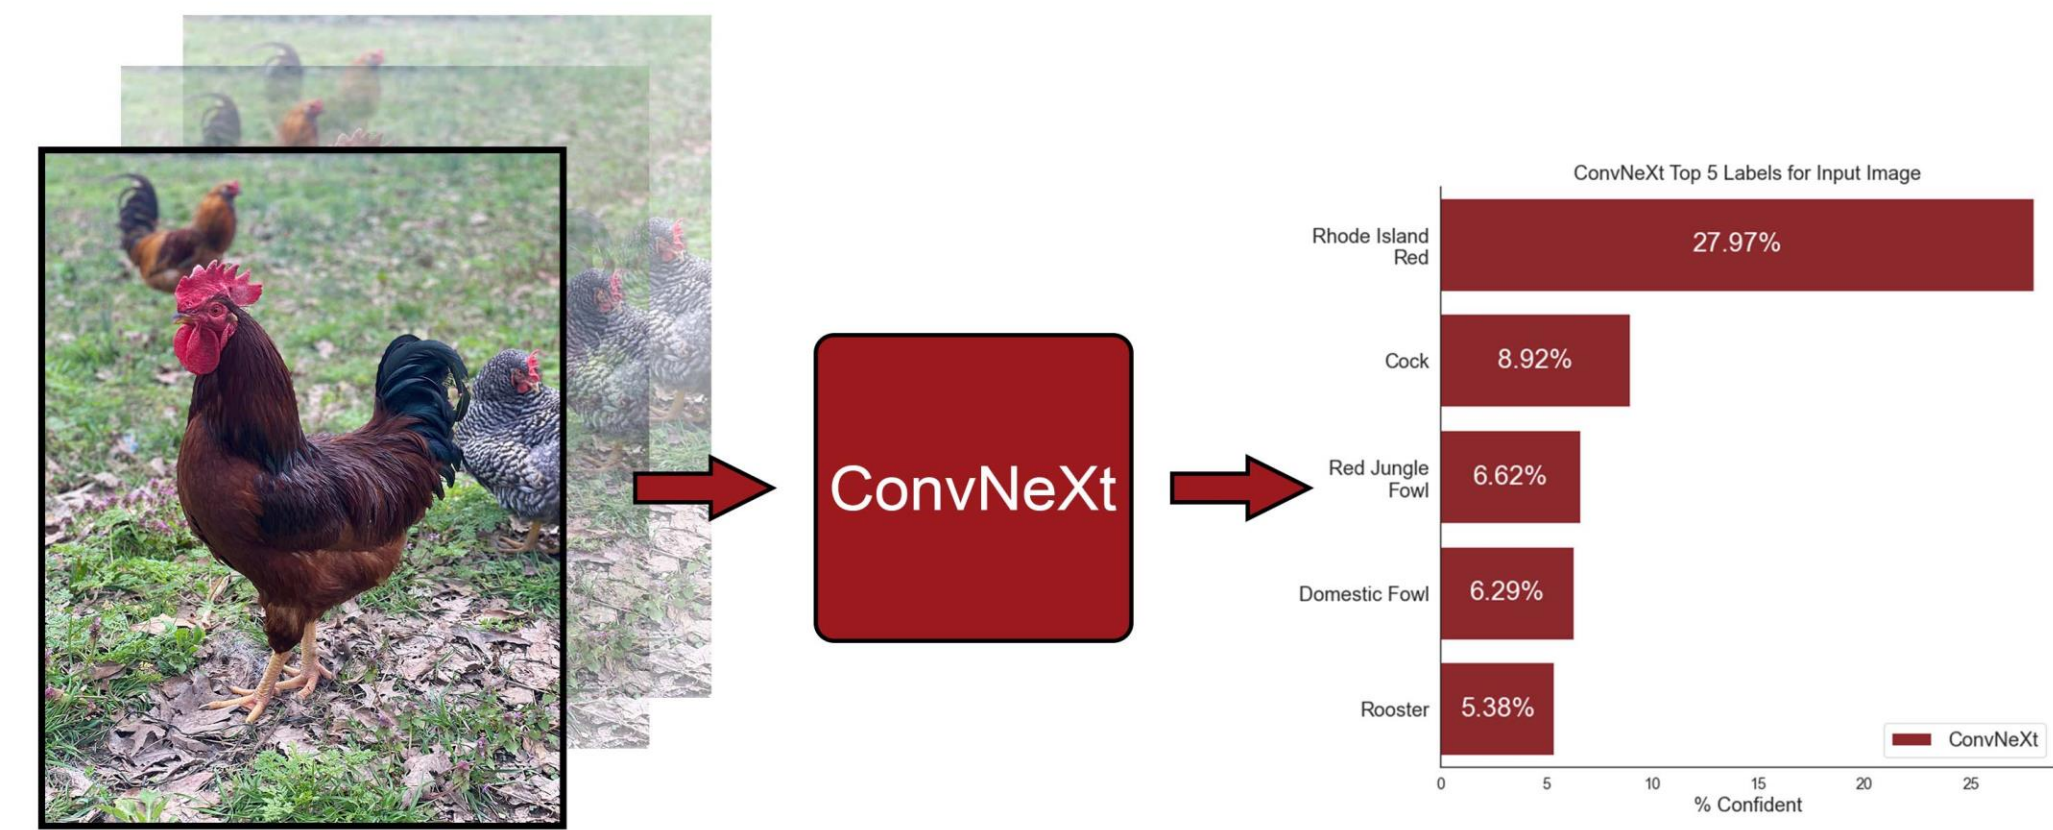 ConvNeXt
ConvNeXt Top 5 Labels for Input Image
Rhode Island
Red
27.97%
Cock
8.92%
Red Jungle
Fowl
6.62%
Domestic Fowl
6.29%
Rooster
5.38%
ConvNeXt
0 5 10 15 20 25
% Confident